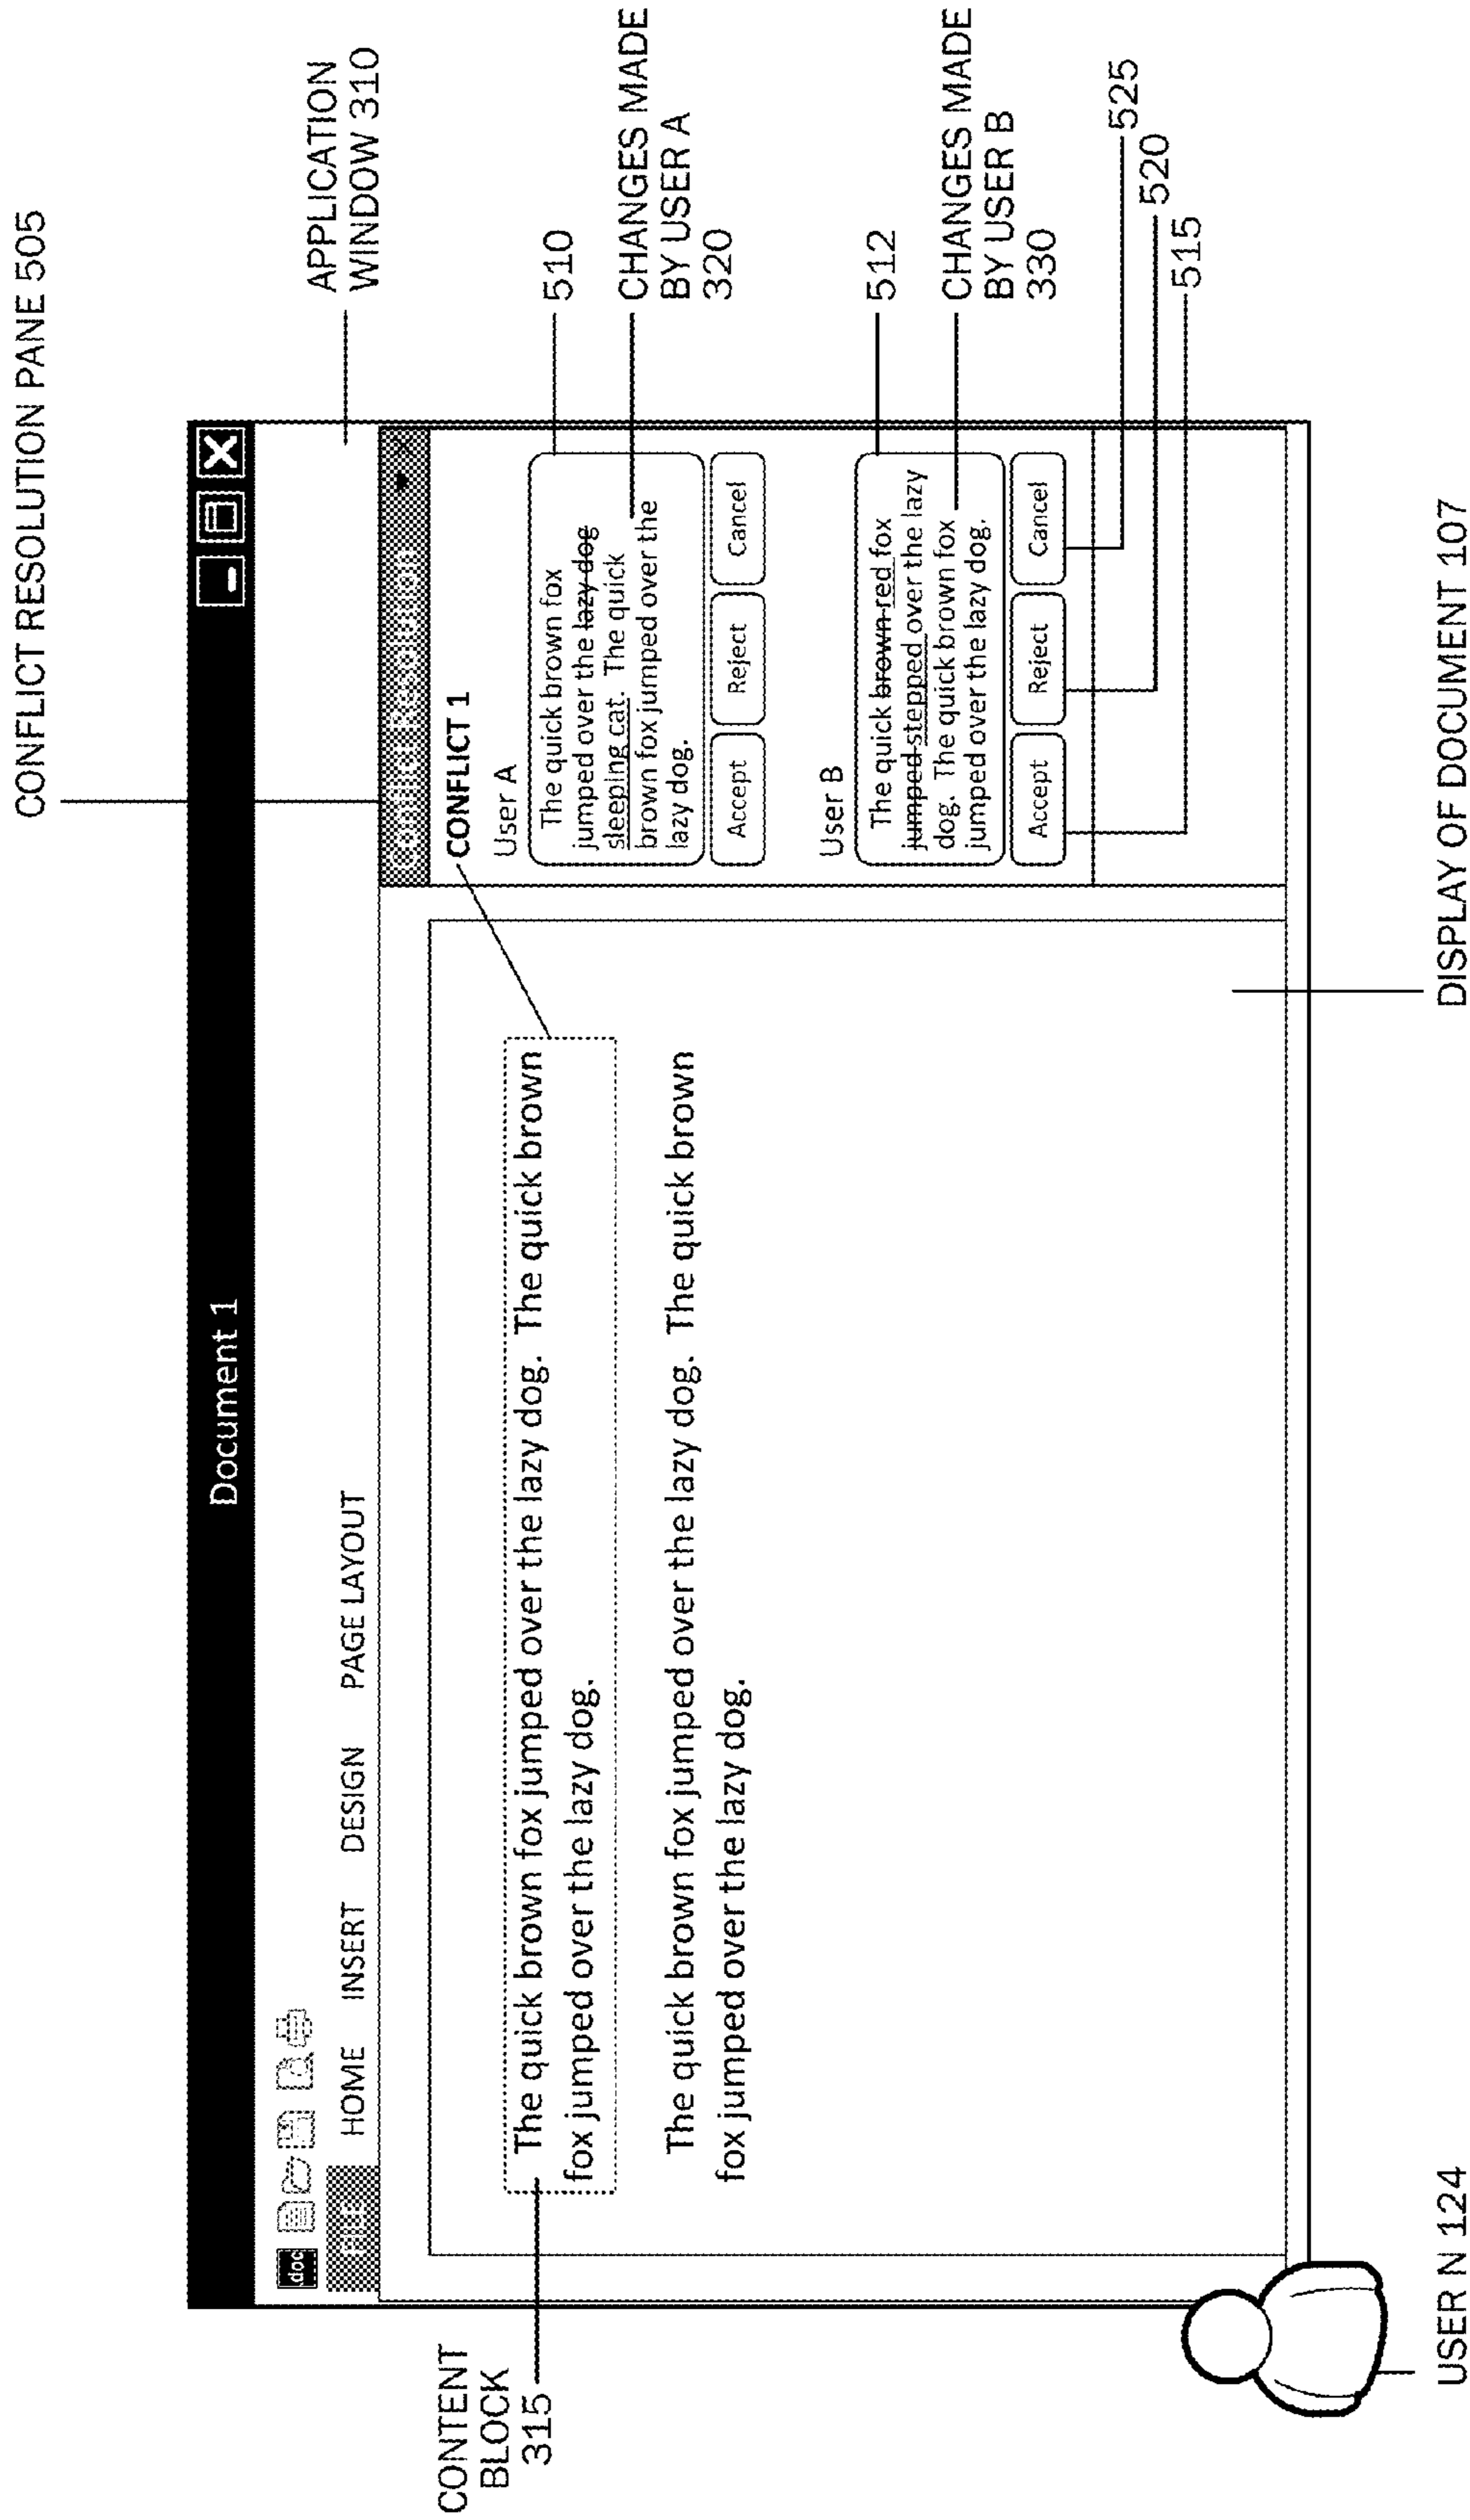 CONFLICT RESOLUTION PANE 505
Document 1
APPLICATION
WINDOW 310
doc
FILE HOME INSERT DESIGN PAGE LAYOUT
CONTENT
BLOCK
315
The quick brown fox jumped over the lazy dog. The quick brown
fox jumped over the lazy dog.
The quick brown fox jumped over the lazy dog. The quick brown
fox jumped over the lazy dog.
CONFLICT 1
User A
The quick brown fox
jumped over the lazy dog
sleeping cat. The quick
brown fox jumped over the
lazy dog.
Accept Reject Cancel
510
CHANGES MADE
BY USER A
320
User B
The quick brown red fox
jumped stepped over the lazy
dog. The quick brown fox
jumped over the lazy dog.
Accept Reject Cancel
512
CHANGES MADE
BY USER B
330
525
520
515
USER N 124
DISPLAY OF DOCUMENT 107